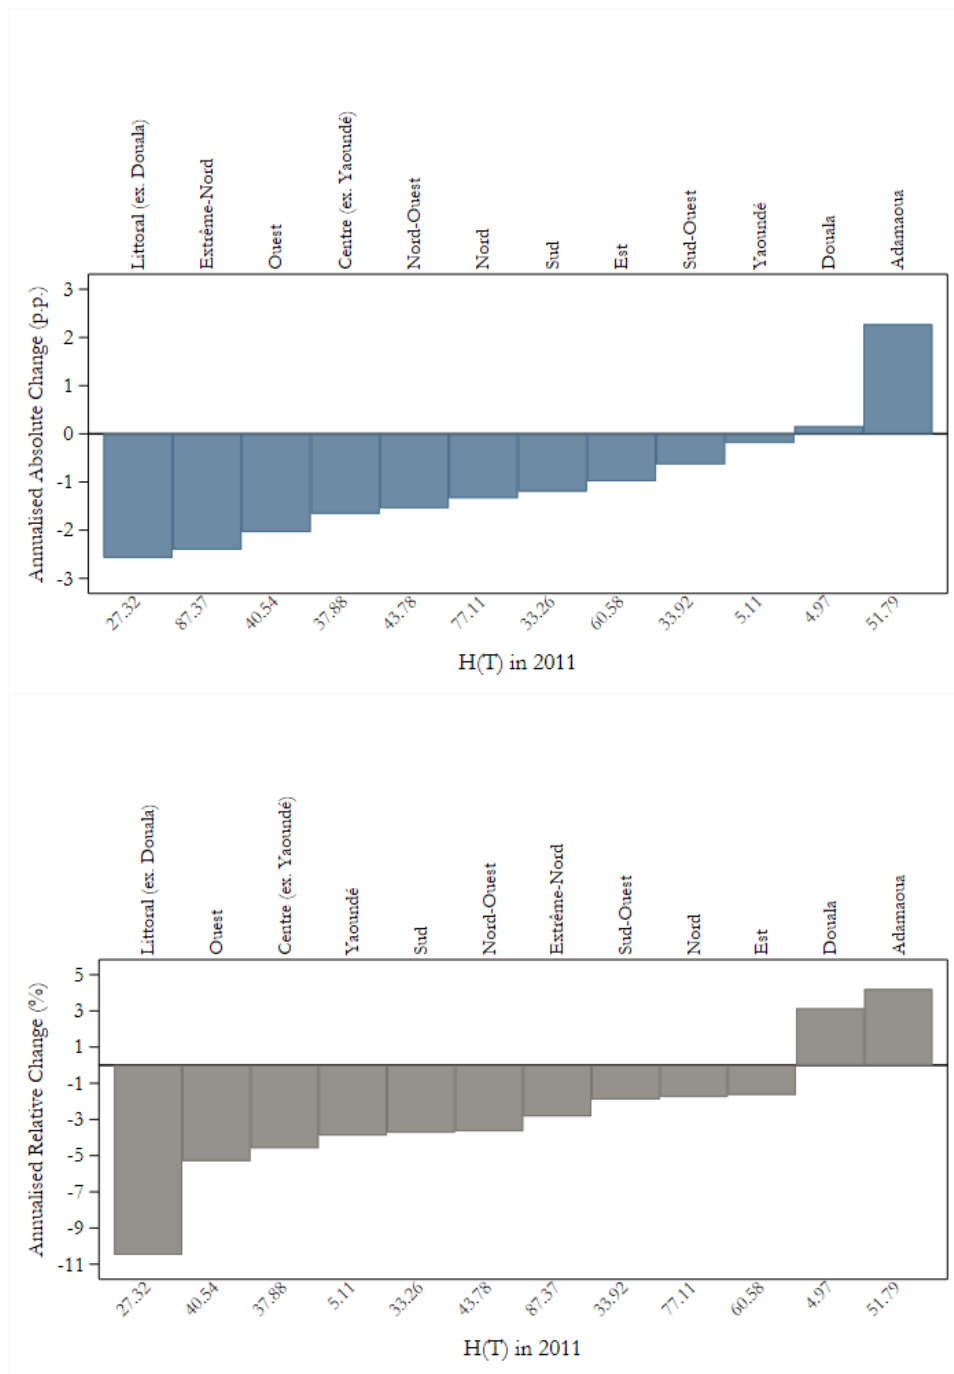 Littoral (ex. Douala)
Extrême-Nord
Ouest
Centre (ex. Yaoundé)
Nord-Ouest
Nord
Sud
Est
Sud-Ouest
Yaoundé
Douala
Adamaoua
Annualised Absolute Change (p.p.)
3
2
1
0
-1
-2
-3
27.32
87.37
40.54
37.88
43.78
77.11
33.26
60.58
33.92
5.11
4.97
51.79
H(T) in 2011
Littoral (ex. Douala)
Ouest
Centre (ex. Yaoundé)
Yaoundé
Sud
Nord-Ouest
Extrême-Nord
Sud-Ouest
Nord
Est
Douala
Adamaoua
Annualised Relative Change (%)
5
3
1
-1
-3
-5
-7
-9
-11
27.32
40.54
37.88
5.11
33.26
43.78
87.37
33.92
77.11
60.58
4.97
51.79
H(T) in 2011